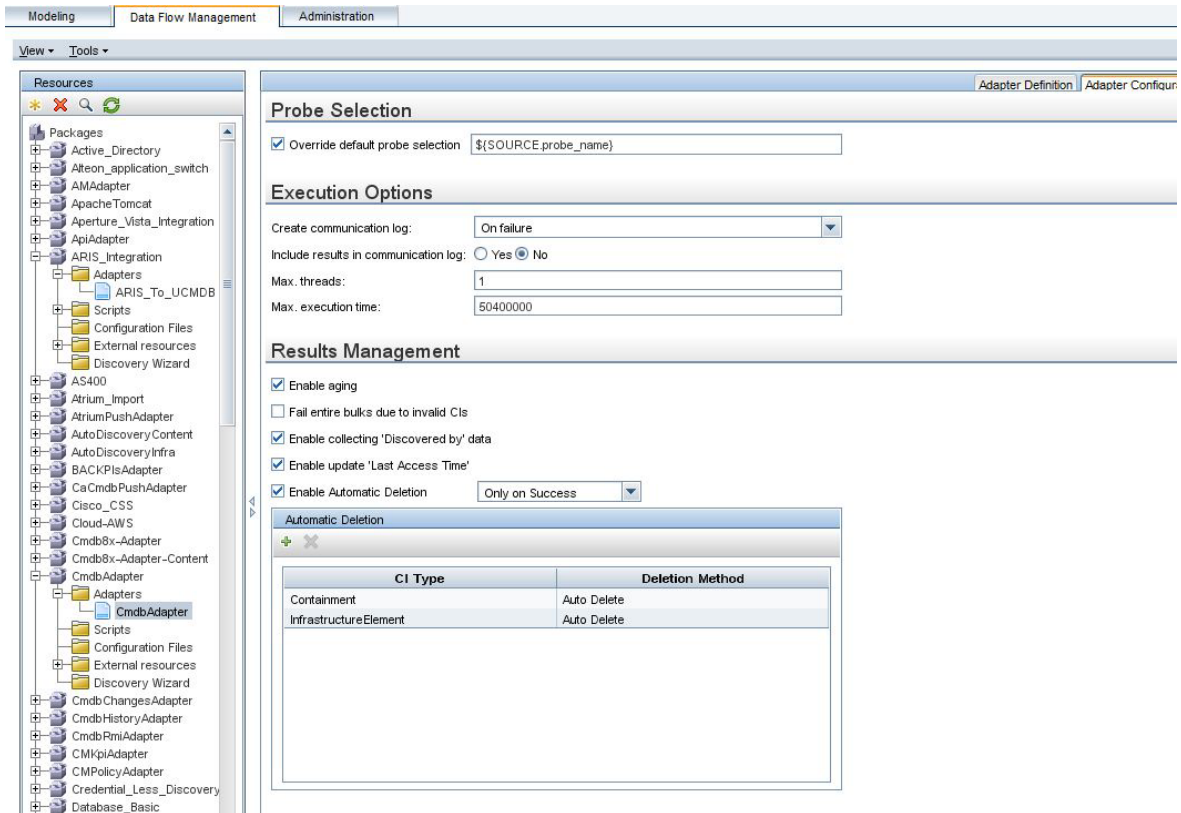 Modeling
Data Flow Management
Administration
View
Tools
Resources
Packages
Active_Directory
Alteon_application_switch
AMAdapter
ApacheTomcat
Aperture_Vista_Integration
ApiAdapter
ARIS_Integration
Adapters
ARIS_To_UCMDB
Scripts
Configuration Files
External resources
Discovery Wizard
AS400
Atrium_Import
AtriumPushAdapter
AutoDiscoveryContent
AutoDiscoveryInfra
BACKPIsAdapter
CaCmdbPushAdapter
Cisco_CSS
Cloud-AWS
Cmdb8x-Adapter
Cmdb8x-Adapter-Content
CmdbAdapter
Adapters
CmdbAdapter
Scripts
Configuration Files
External resources
Discovery Wizard
CmdbChangesAdapter
CmdbHistoryAdapter
CmdbRmiAdapter
CMKpiAdapter
CMPolicyAdapter
Credential_Less_Discovery
Database_Basic
Adapter Definition
Adapter Configura
Probe Selection
Override default probe selection ${SOURCE.probe_name}
Execution Options
Create communication log: On failure
Include results in communication log: Yes No
Max. threads: 1
Max. execution time: 50400000
Results Management
Enable aging
Fail entire bulks due to invalid CIs
Enable collecting 'Discovered by' data
Enable update 'Last Access Time'
Enable Automatic Deletion Only on Success
Automatic Deletion
CI Type Deletion Method
Containment Auto Delete
InfrastructureElement Auto Delete